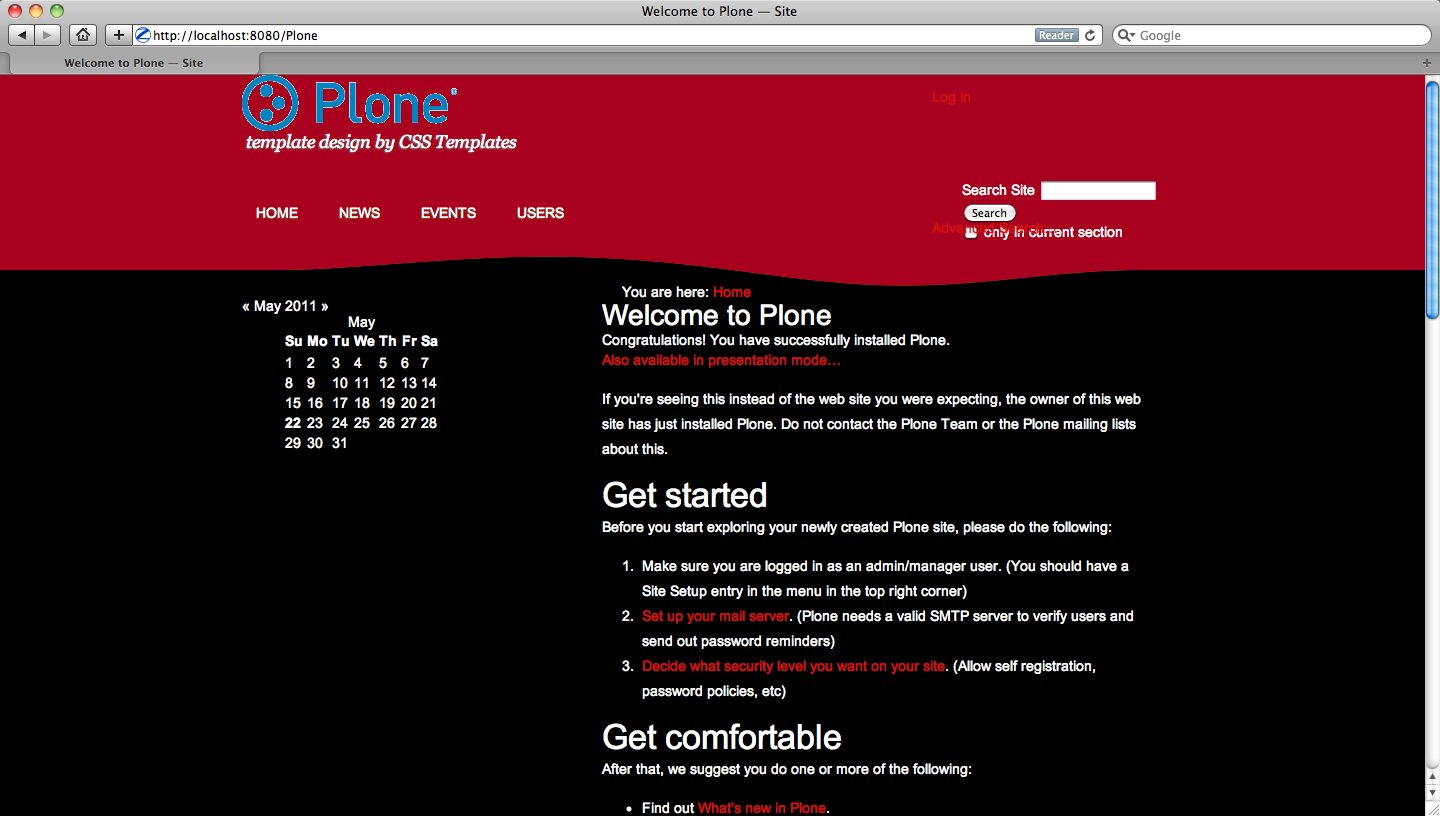 Welcome to Plone — Site
http://localhost:8080/Plone
Reader
Google
Welcome to Plone — Site
Plone®
template design by CSS Templates
Log in
Search Site
Search
only in current section
HOME NEWS EVENTS USERS
You are here: Home
« May 2011 »
May
Su Mo Tu We Th Fr Sa
1 2 3 4 5 6 7
8 9 10 11 12 13 14
15 16 17 18 19 20 21
22 23 24 25 26 27 28
29 30 31
Welcome to Plone
Congratulations! You have successfully installed Plone.
Also available in presentation mode…
If you're seeing this instead of the web site you were expecting, the owner of this web
site has just installed Plone. Do not contact the Plone Team or the Plone mailing lists
about this.
Get started
Before you start exploring your newly created Plone site, please do the following:
1. Make sure you are logged in as an admin/manager user. (You should have a
Site Setup entry in the menu in the top right corner)
2. Set up your mail server. (Plone needs a valid SMTP server to verify users and
send out password reminders)
3. Decide what security level you want on your site. (Allow self registration,
password policies, etc)
Get comfortable
After that, we suggest you do one or more of the following:
• Find out What's new in Plone.